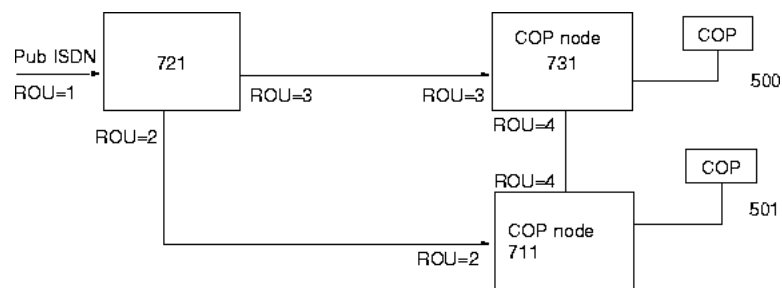 Pub ISDN
ROU=1
721
ROU=3
ROU=2
ROU=3
COP node
731
ROU=4
COP
500
ROU=4
COP
501
COP node
711
ROU=2